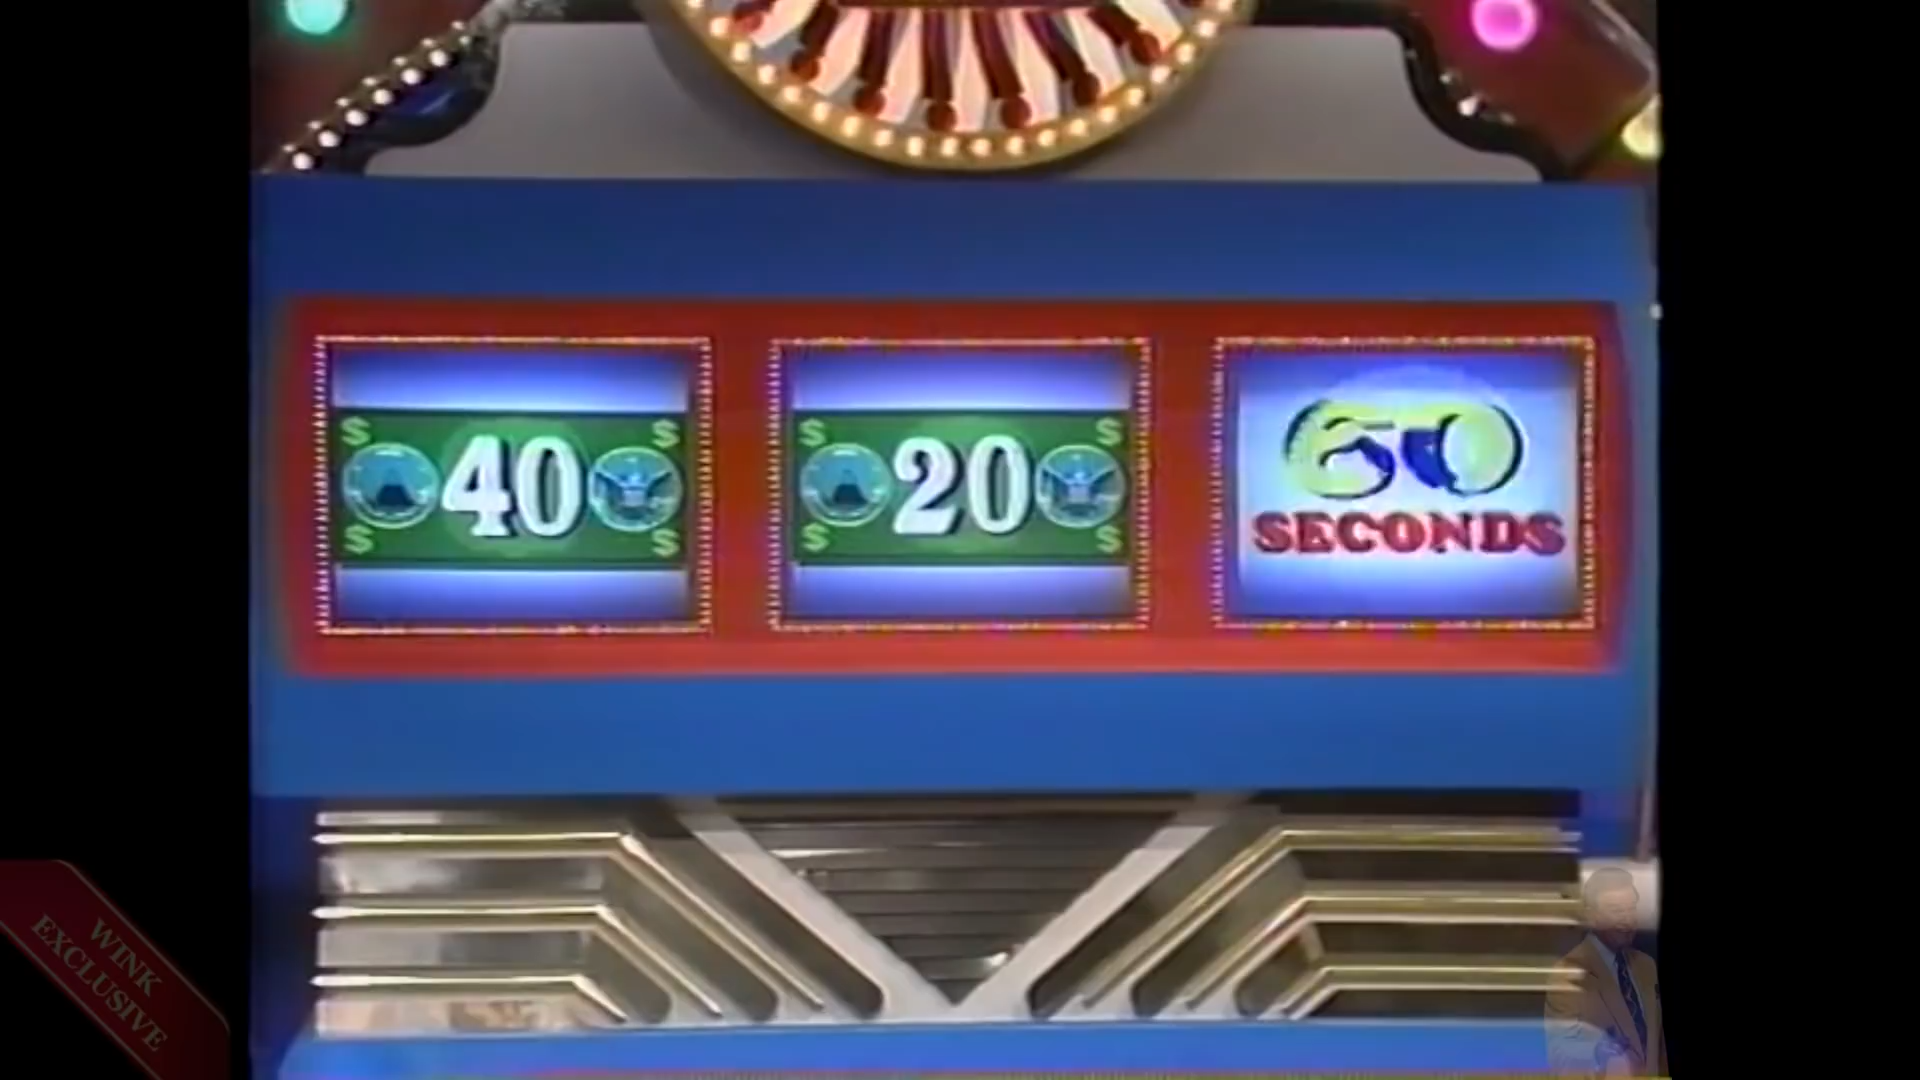 $ $ $ $
40 20 60
$ $ $ $
SECONDS
WINK
EXCLUSIVE